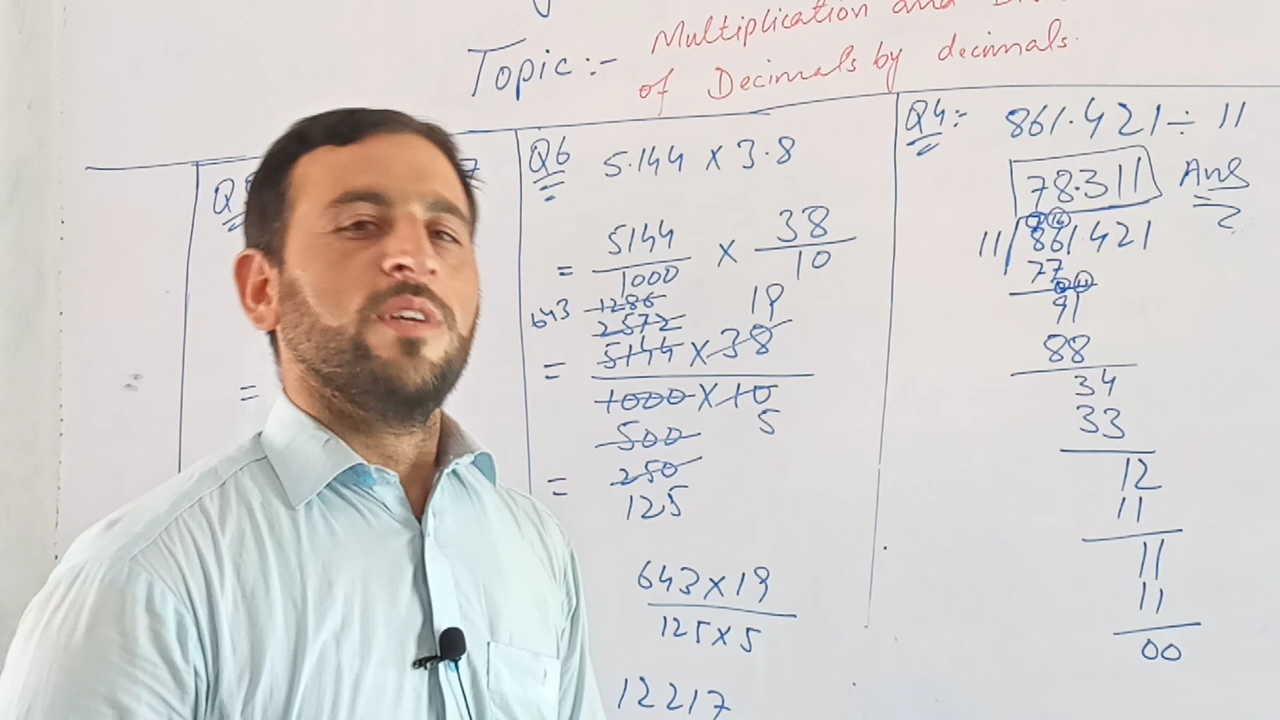 Topic:- Multiplication and
of Decimals by decimals.
Q6 5.144 × 3.8
= 5144/1000 × 38/10
643 1286 19
2572
= 5144 × 38
1000 × 10
500 5
250
= 125
643 × 19
125 × 5
12217
Q4:- 861.421 ÷ 11
78.311 Ans
11 861.421
77
91
88
34
33
12
11
11
11
00
=